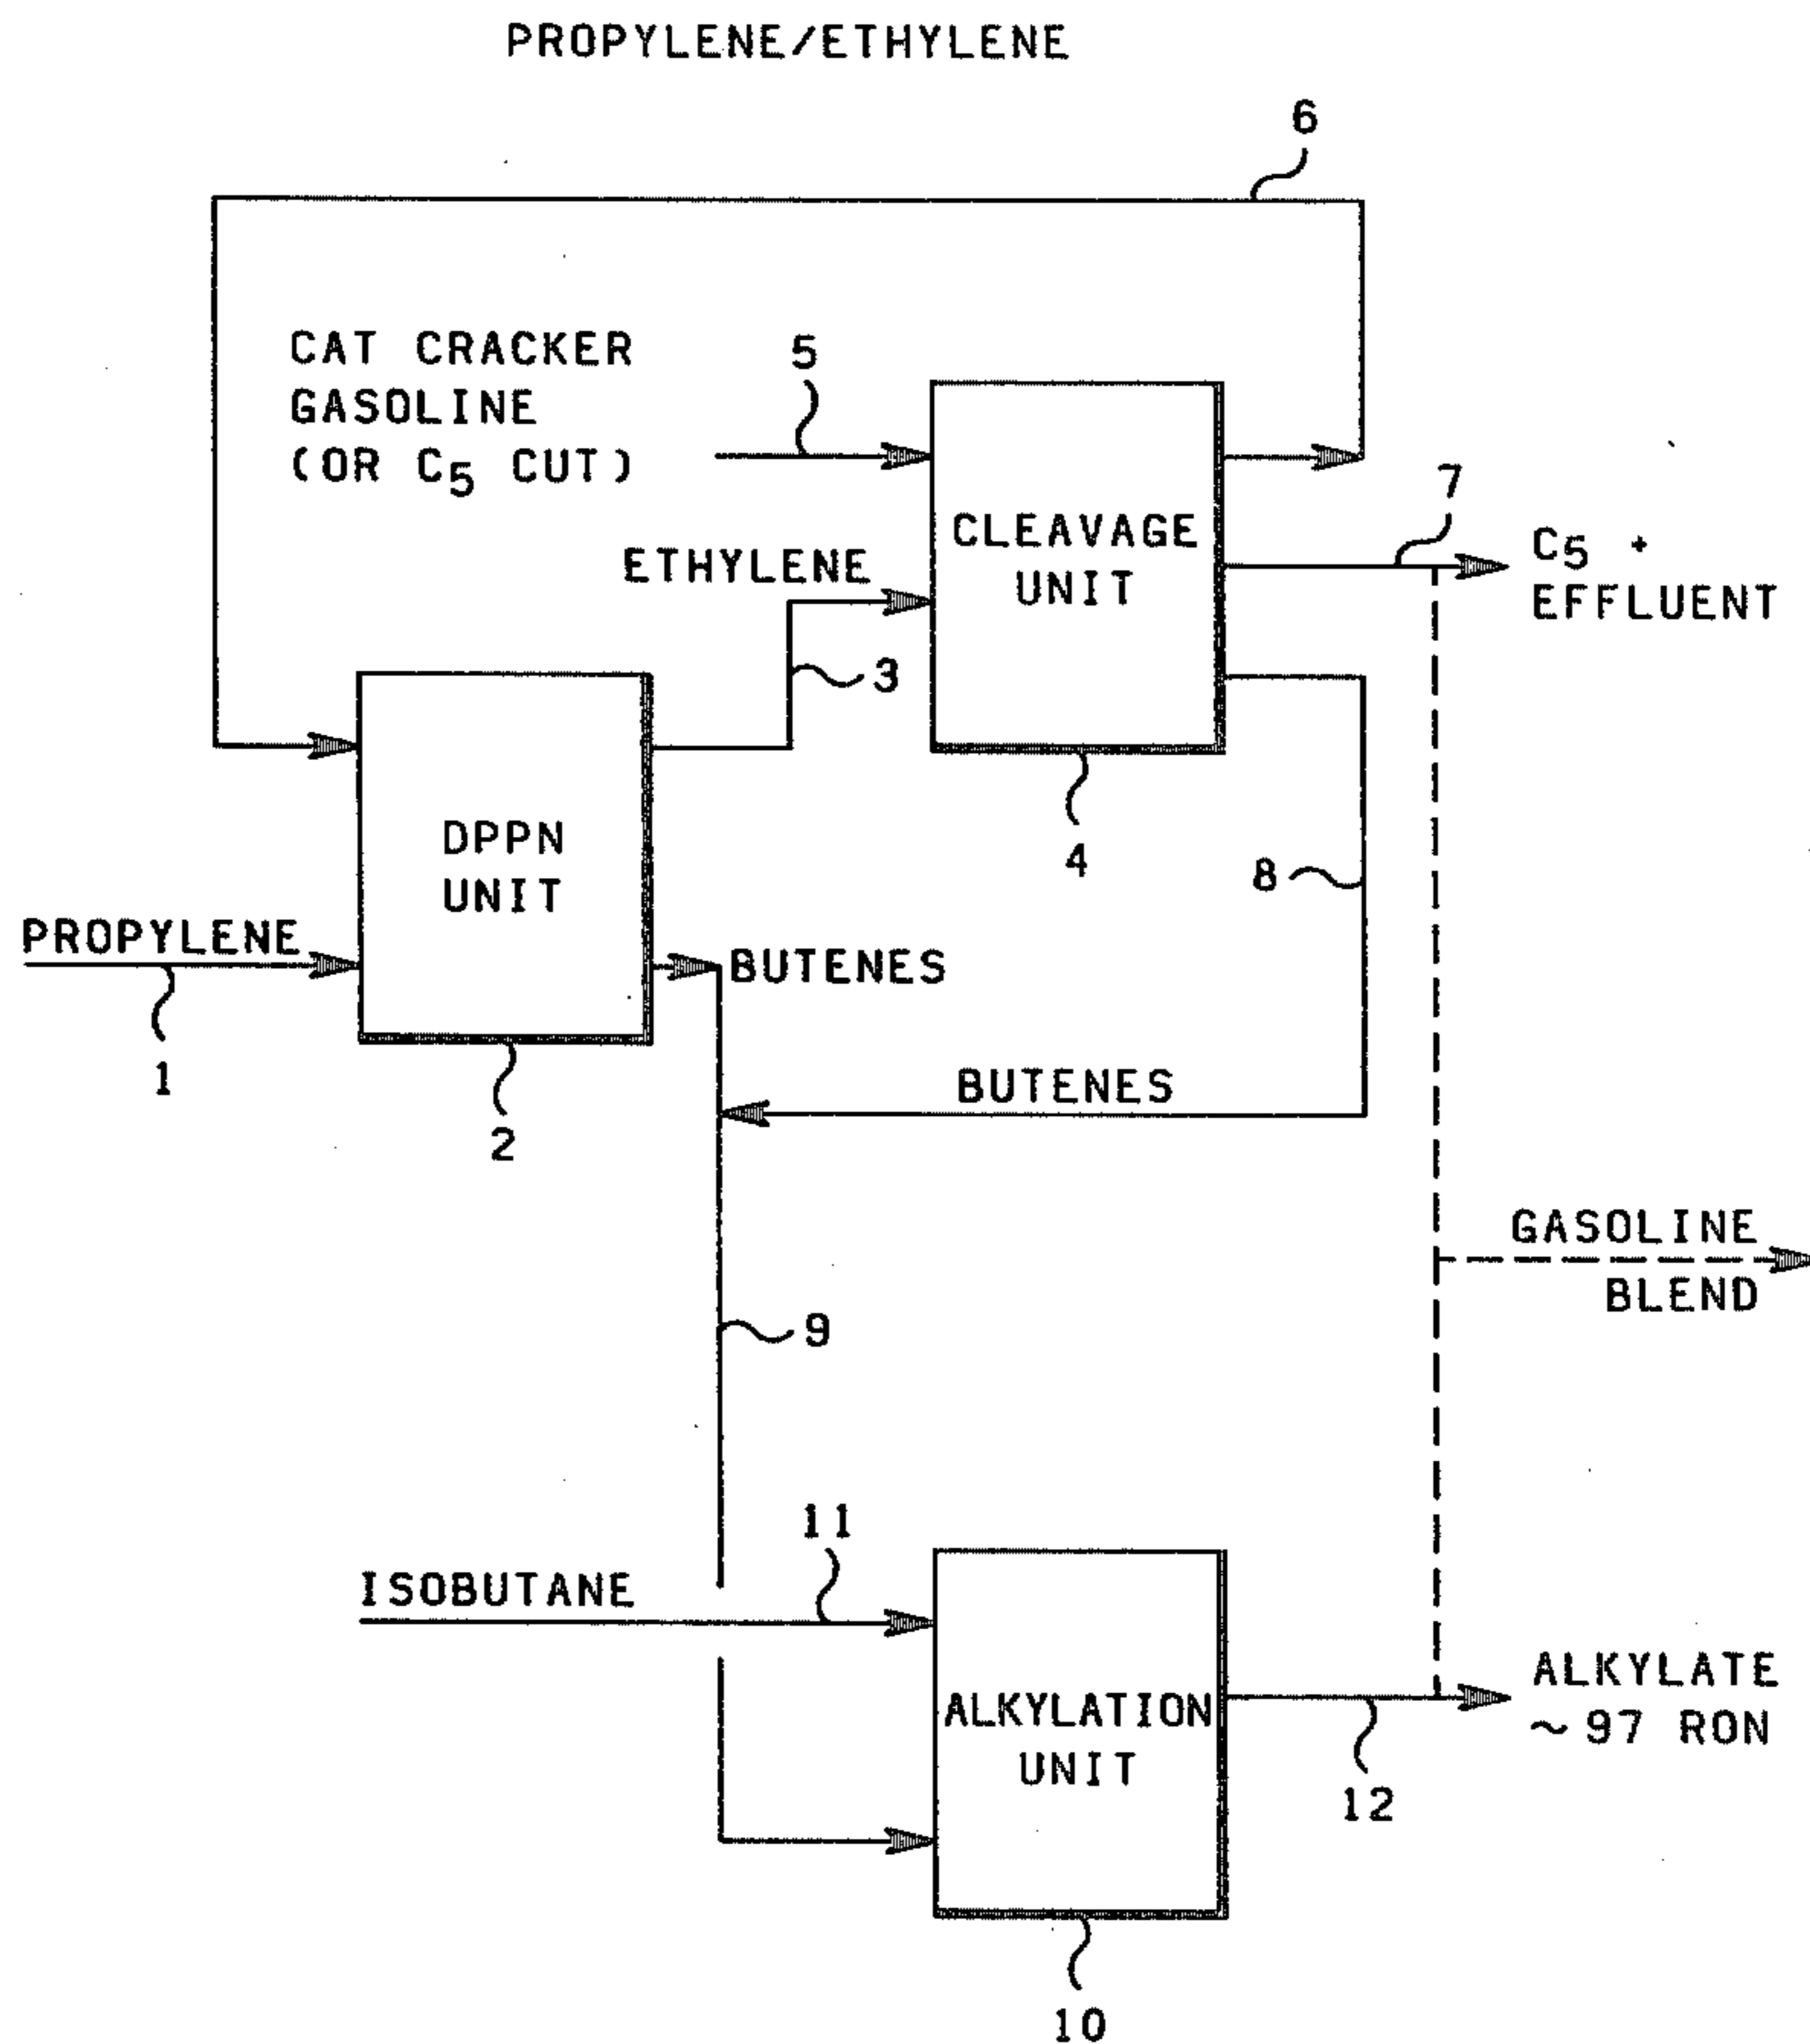 PROPYLENE/ETHYLENE
6
CAT CRACKER
GASOLINE
(OR C5 CUT)
5
7
CLEAVAGE
UNIT
C5 +
EFFLUENT
ETHYLENE
3
DPPN
UNIT
4
8
PROPYLENE
BUTENES
1
2
BUTENES
GASOLINE
BLEND
9
11
ISOBUTANE
ALKYLATION
UNIT
ALKYLATE
~97 RON
12
10